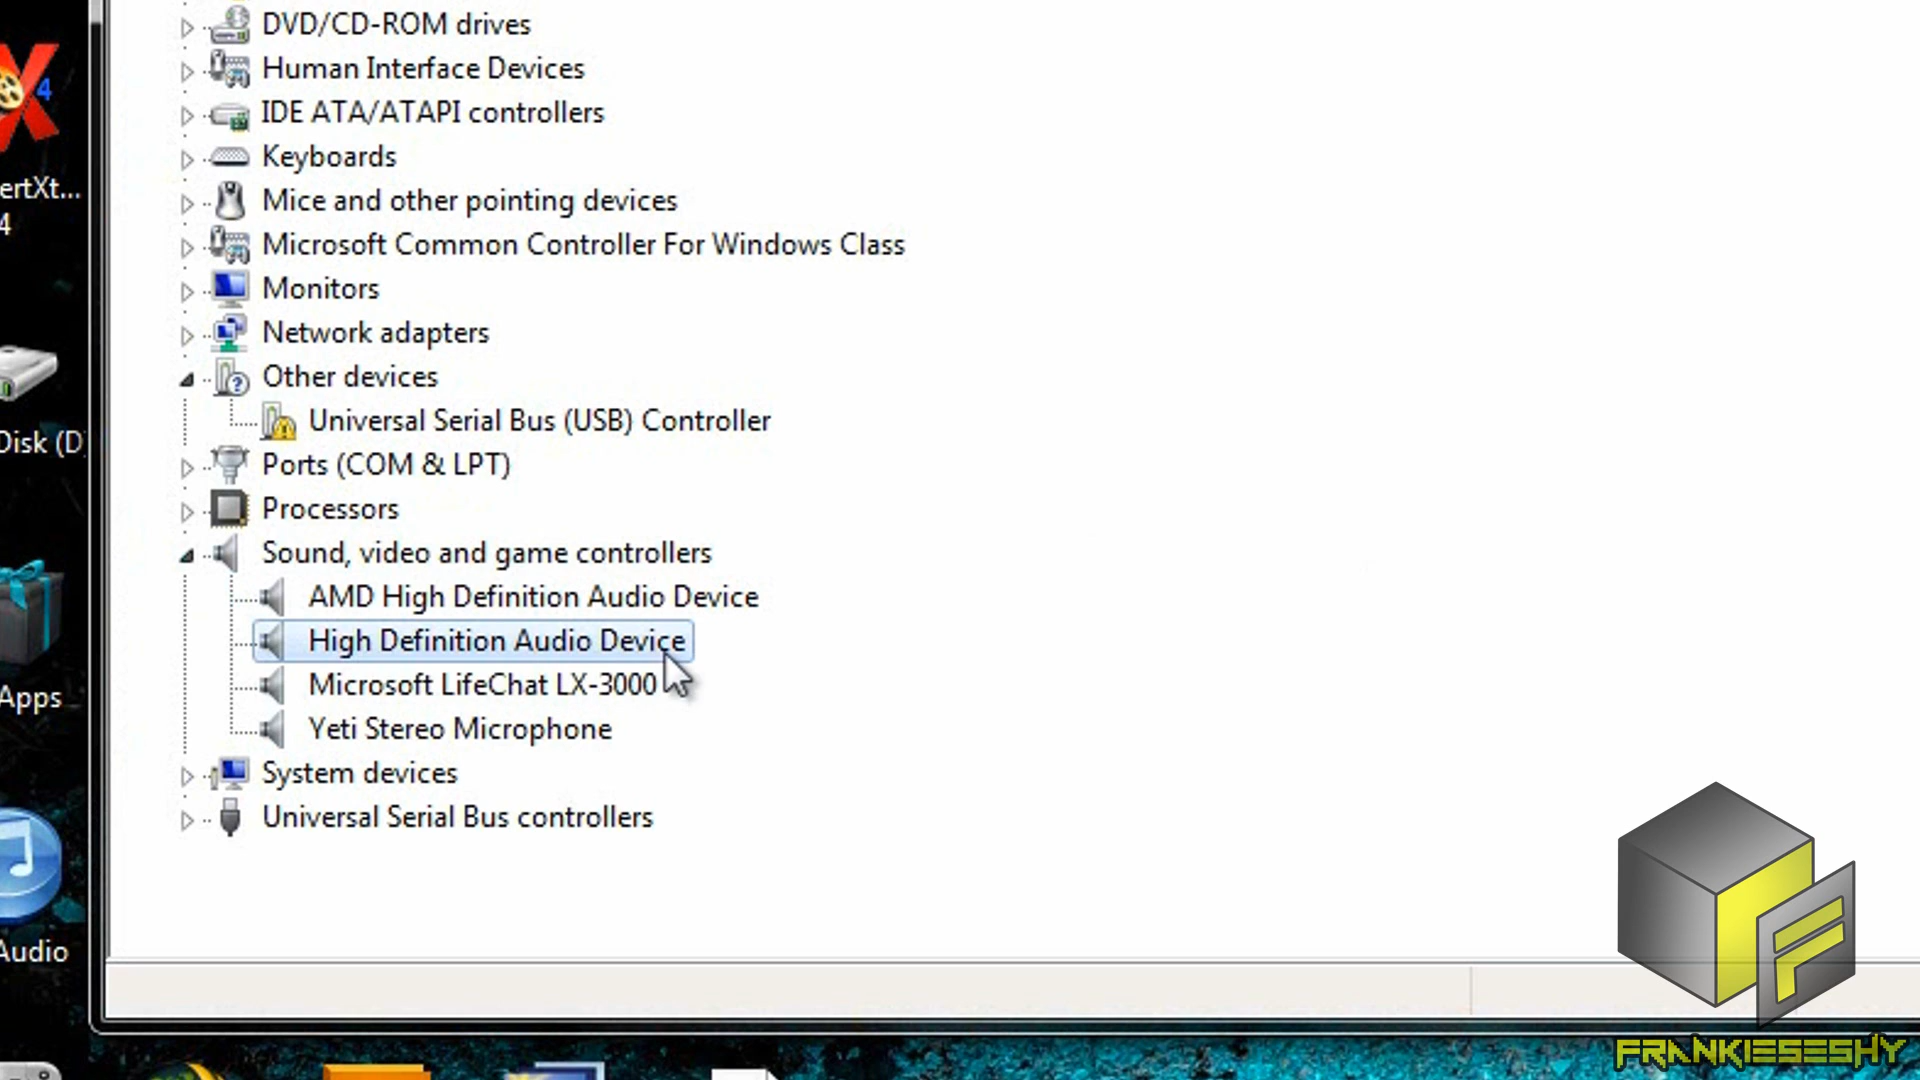 DVD/CD-ROM drives
Human Interface Devices
IDE ATA/ATAPI controllers
Keyboards
Mice and other pointing devices
Microsoft Common Controller For Windows Class
Monitors
Network adapters
Other devices
Universal Serial Bus (USB) Controller
Ports (COM & LPT)
Processors
Sound, video and game controllers
AMD High Definition Audio Device
High Definition Audio Device
Microsoft LifeChat LX-3000
Yeti Stereo Microphone
System devices
Universal Serial Bus controllers
4
ertXt...
4
Disk (D
Apps
Audio
F
FRANKIESESHY